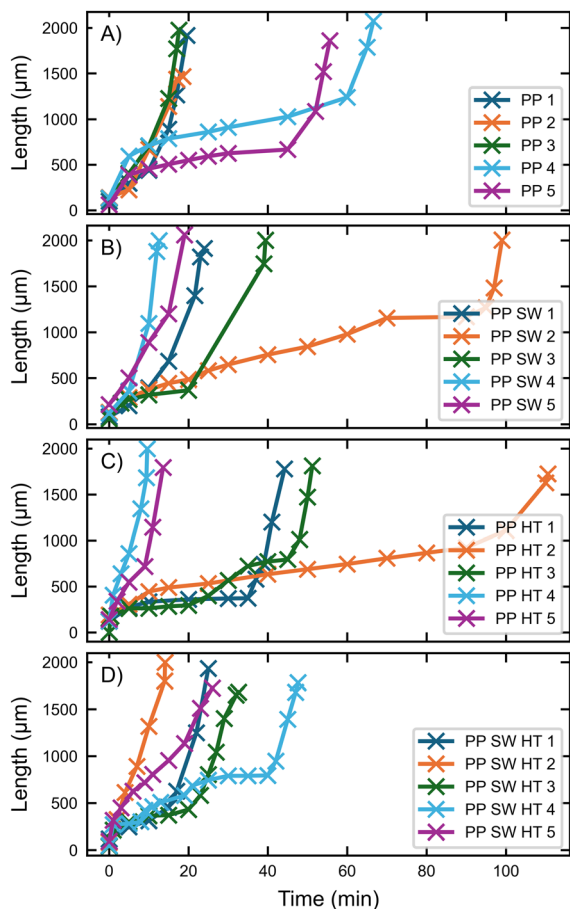 A)
2000
1500
1000
500
0
Length (µm)
PP 1
PP 2
PP 3
PP 4
PP 5
B)
2000
1500
1000
500
0
Length (µm)
PP SW 1
PP SW 2
PP SW 3
PP SW 4
PP SW 5
C)
2000
1500
1000
500
0
Length (µm)
PP HT 1
PP HT 2
PP HT 3
PP HT 4
PP HT 5
D)
2000
1500
1000
500
0
Length (µm)
PP SW HT 1
PP SW HT 2
PP SW HT 3
PP SW HT 4
PP SW HT 5
0 20 40 60 80 100
Time (min)